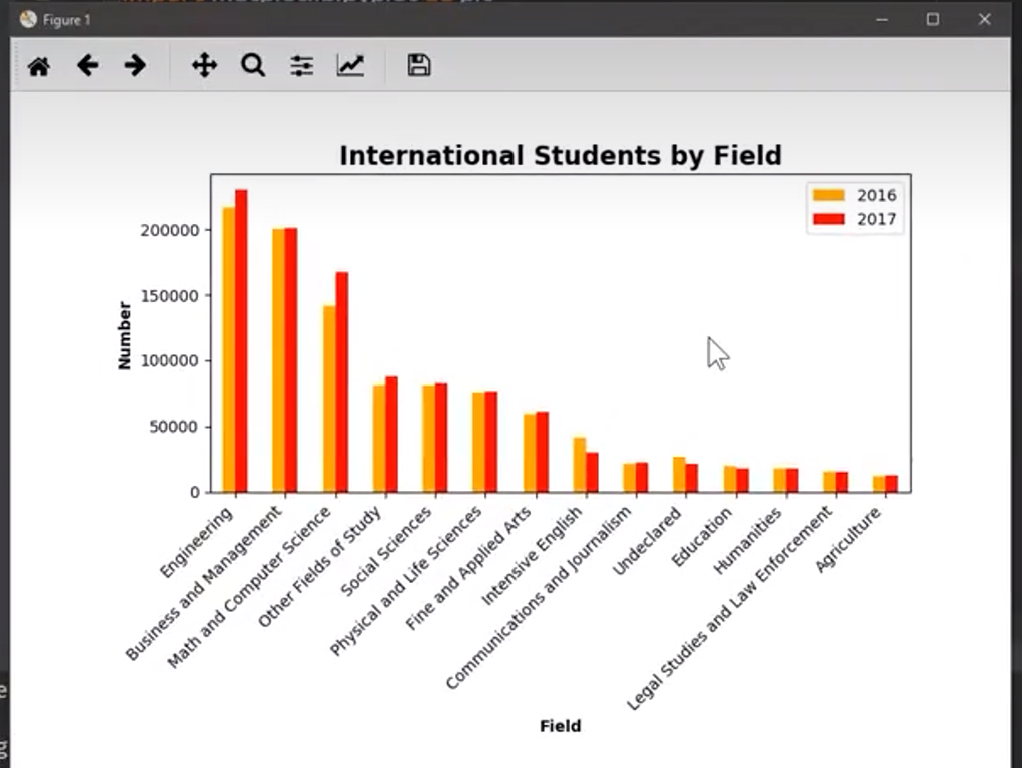 Figure 1
International Students by Field
2016
2017
Number
200000
150000
100000
50000
0
Engineering
Business and Management
Math and Computer Science
Other Fields of Study
Social Sciences
Physical and Life Sciences
Fine and Applied Arts
Intensive English
Communications and Journalism
Undeclared
Education
Humanities
Legal Studies and Law Enforcement
Agriculture
Field